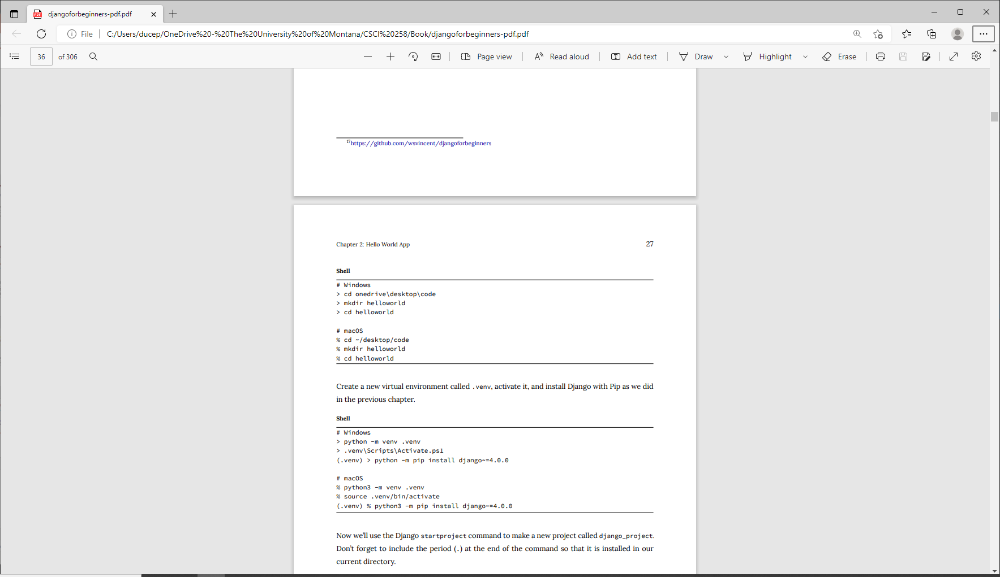 djangoforbeginners-pdf.pdf
File C:/Users/ducep/OneDrive%20-%20The%20University%20of%20Montana/CSCI%20258/Book/djangoforbeginners-pdf.pdf
36 of 306 Page view Read aloud Add text Draw Highlight Erase
17https://github.com/wsvincent/djangoforbeginners
Chapter 2: Hello World App 27
Shell
# Windows
> cd onedrive\desktop\code
> mkdir helloworld
> cd helloworld
# macOS
% cd ~/desktop/code
% mkdir helloworld
% cd helloworld
Create a new virtual environment called .venv, activate it, and install Django with Pip as we did
in the previous chapter.
Shell
# Windows
> python -m venv .venv
> .venv\Scripts\Activate.ps1
(.venv) > python -m pip install django~=4.0.0
# macOS
% python3 -m venv .venv
% source .venv/bin/activate
(.venv) % python3 -m pip install django~=4.0.0
Now we’ll use the Django startproject command to make a new project called django_project.
Don’t forget to include the period (.) at the end of the command so that it is installed in our
current directory.